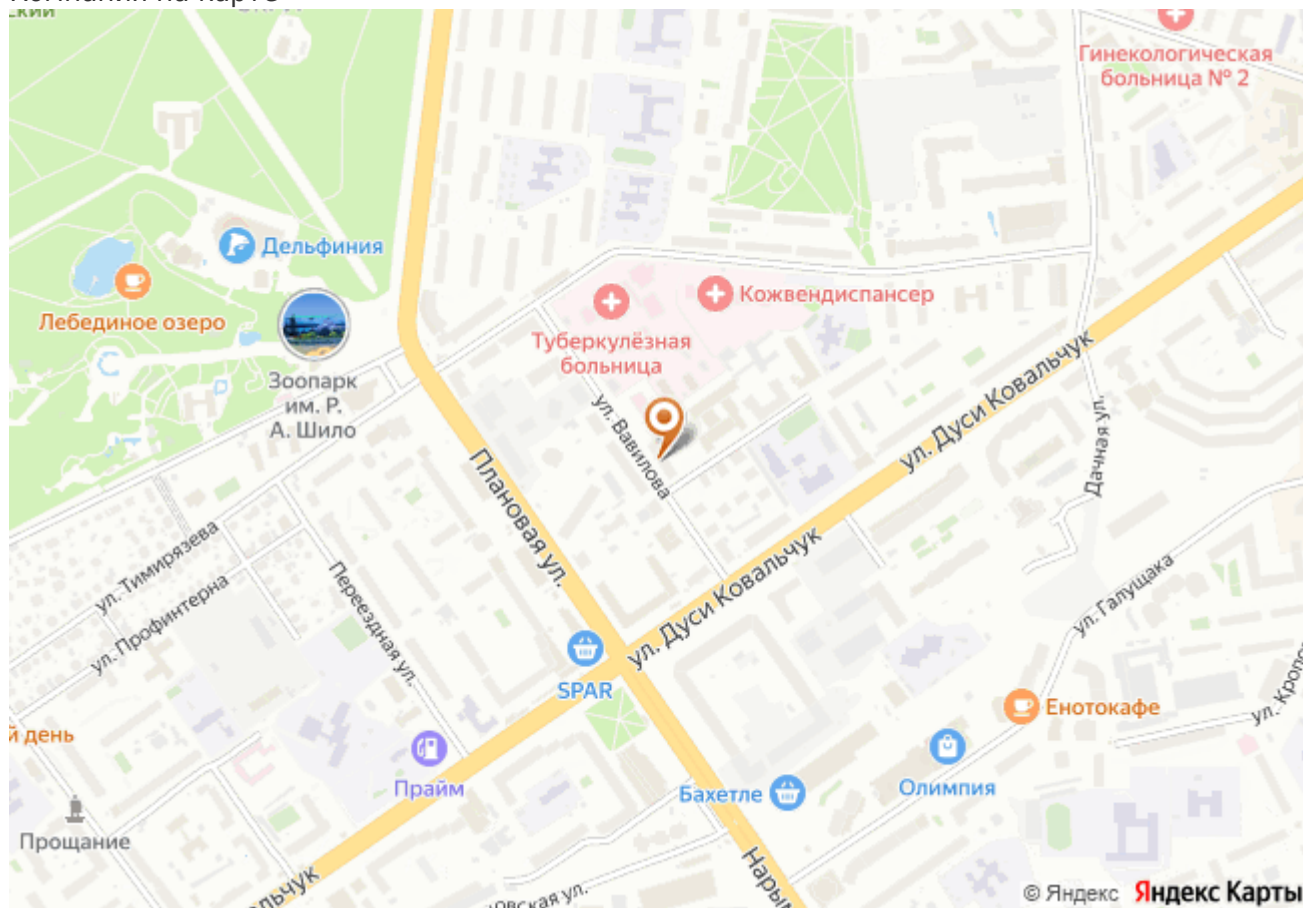 Гинекологическая
больница № 2
Дельфиния
Лебединое озеро
Зоопарк
им. Р.
А. Шило
Туберкулёзная
больница
Кожвендиспансер
ул. Вавилова
ул. Дуси Ковальчук
Дачная ул.
Плановая ул.
ул. Тимирязева
ул. Профинтерна
Переездная ул.
ул. Дуси Ковальчук
ул. Галущака
SPAR
Енотокафе
й день
Прайм
Бахетле
Олимпия
Прощание
© Яндекс Яндекс Карты